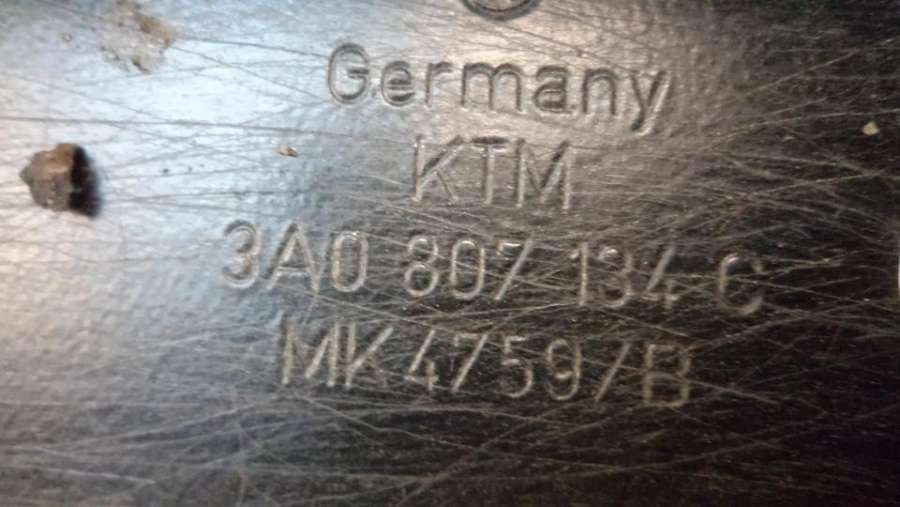 Germany
KTM
3A0 807 134 C
MK4759/B